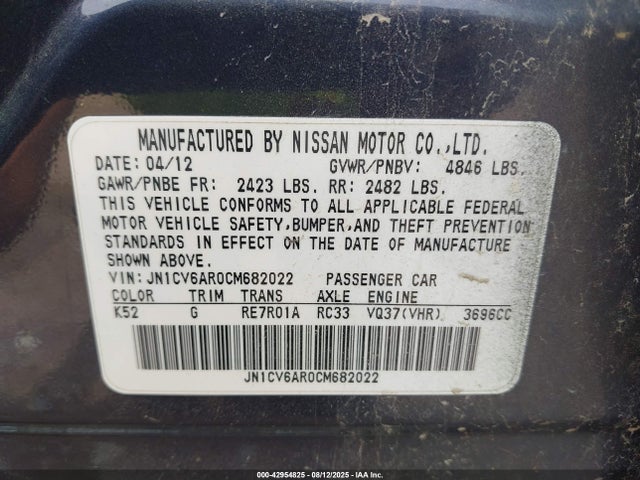 MANUFACTURED BY NISSAN MOTOR CO.,LTD.
DATE: 04/12 GVWR/PNBV: 4846 LBS.
GAWR/PNBE FR: 2423 LBS. RR: 2482 LBS.
THIS VEHICLE CONFORMS TO ALL APPLICABLE FEDERAL
MOTOR VEHICLE SAFETY,BUMPER,AND THEFT PREVENTION
STANDARDS IN EFFECT ON THE DATE OF MANUFACTURE
SHOWN ABOVE.
VIN:JN1CV6AR0CM682022 PASSENGER CAR
COLOR TRIM TRANS AXLE ENGINE
K52 G RE7R01A RC33 VQ37(VHR) 3696CC
JN1CV6AR0CM682022
000-42954825 - 08/12/2025 - IAA Inc.